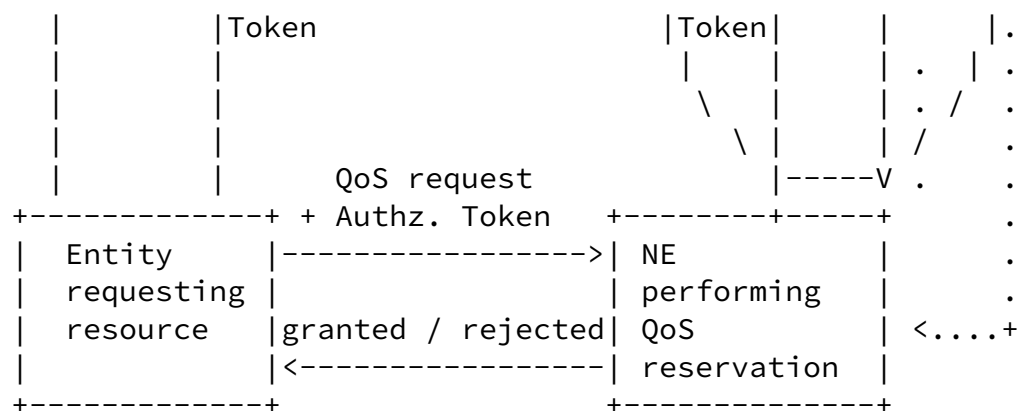 Token Token
QoS request
+ Authz. Token
Entity NE
requesting performing
resource granted / rejected QoS
reservation